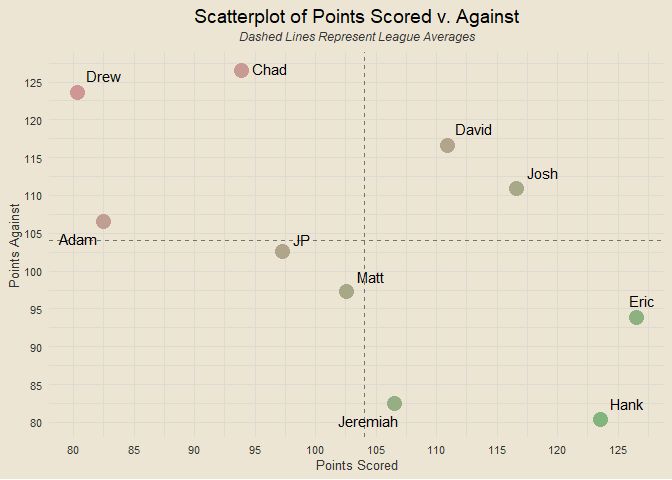 Scatterplot of Points Scored v. Against
Dashed Lines Represent League Averages
Drew
Chad
David
Josh
Adam
JP
Matt
Eric
Jeremiah
Hank
Points Against
125
120
115
110
105
100
95
90
85
80
80 85 90 95 100 105 110 115 120 125
Points Scored